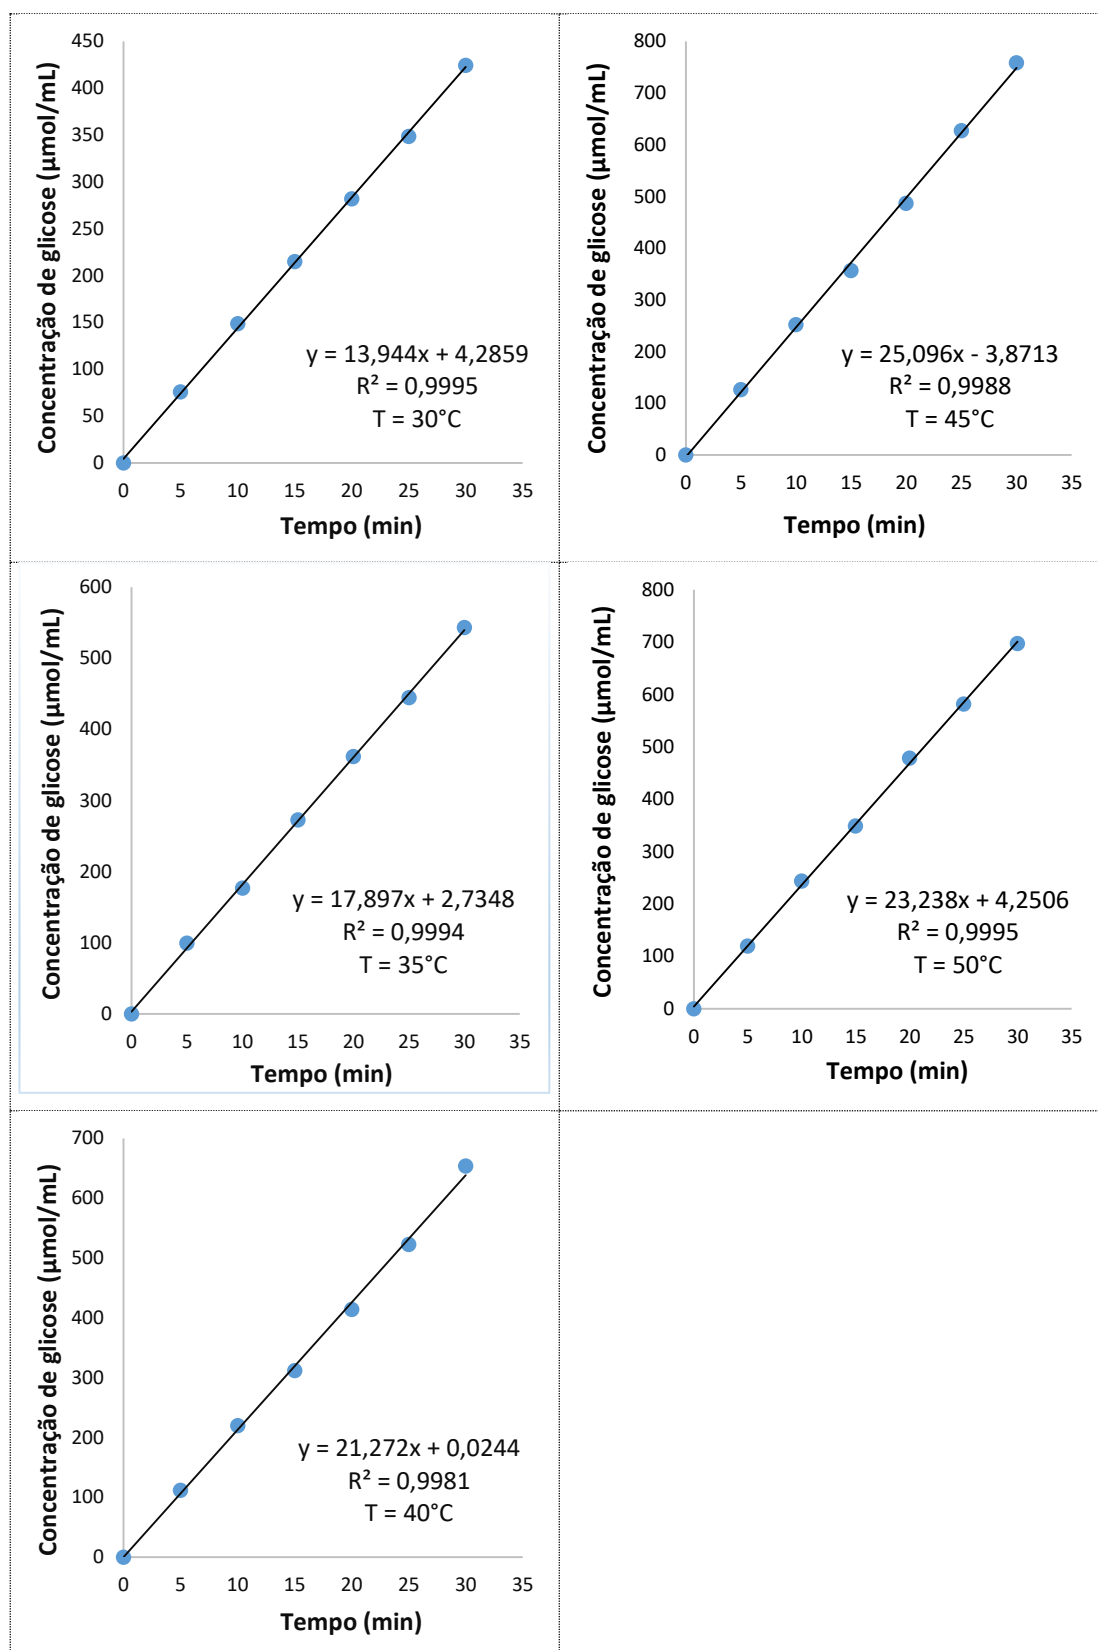 450
400
350
300
250
200
150
100
50
0
Concentração de glicose (µmol/mL)
y = 13,944x + 4,2859
R² = 0,9995
T = 30°C
0 5 10 15 20 25 30 35
Tempo (min)
800
700
600
500
400
300
200
100
0
Concentração de glicose (µmol/mL)
y = 25,096x - 3,8713
R² = 0,9988
T = 45°C
0 5 10 15 20 25 30 35
Tempo (min)
600
500
400
300
200
100
0
Concentração de glicose (µmol/mL)
y = 17,897x + 2,7348
R² = 0,9994
T = 35°C
0 5 10 15 20 25 30 35
Tempo (min)
800
700
600
500
400
300
200
100
0
Concentração de glicose (µmol/mL)
y = 23,238x + 4,2506
R² = 0,9995
T = 50°C
0 5 10 15 20 25 30 35
Tempo (min)
700
600
500
400
300
200
100
0
Concentração de glicose (µmol/mL)
y = 21,272x + 0,0244
R² = 0,9981
T = 40°C
0 5 10 15 20 25 30 35
Tempo (min)